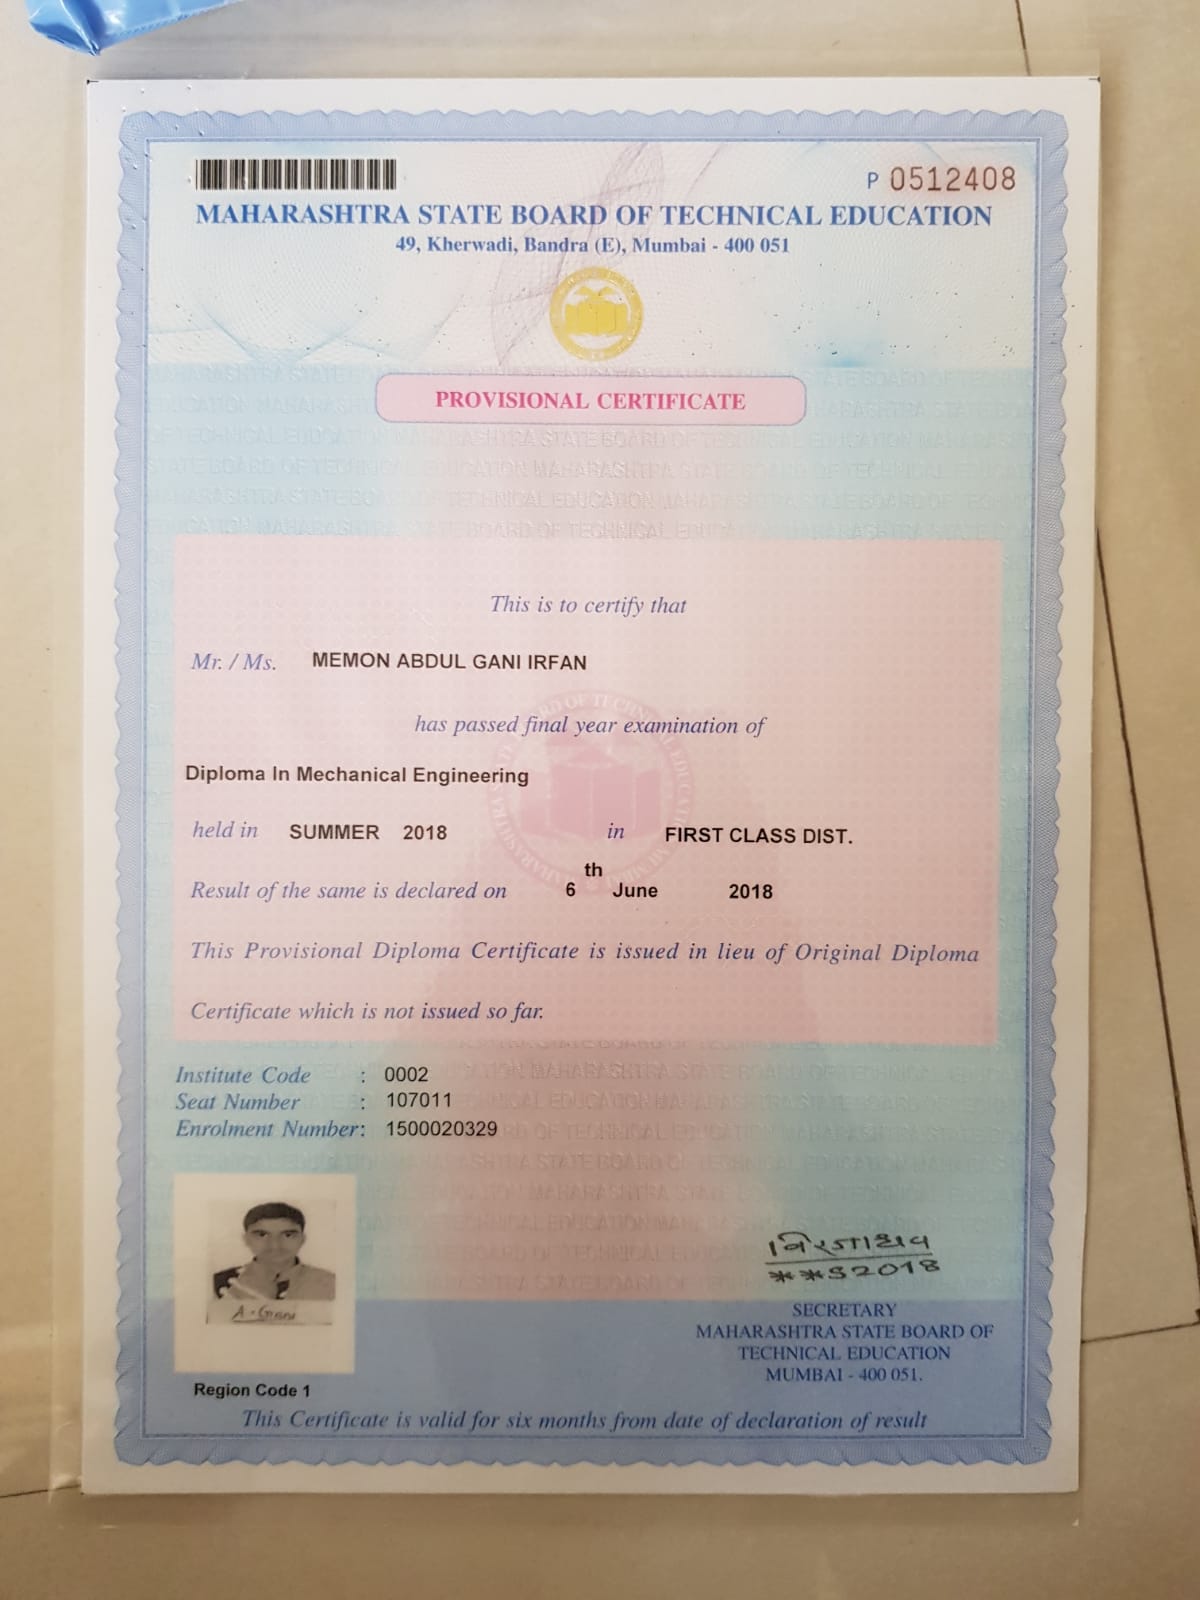 P 0512408
MAHARASHTRA STATE BOARD OF TECHNICAL EDUCATION
49, Kherwadi, Bandra (E), Mumbai - 400 051
PROVISIONAL CERTIFICATE
This is to certify that
Mr. / Ms. MEMON ABDUL GANI IRFAN
has passed final year examination of
Diploma In Mechanical Engineering
held in SUMMER 2018 in FIRST CLASS DIST.
Result of the same is declared on 6th June 2018
This Provisional Diploma Certificate is issued in lieu of Original Diploma
Certificate which is not issued so far.
Institute Code : 0002
Seat Number : 107011
Enrolment Number: 1500020329
A. Gani
**S2018
SECRETARY
MAHARASHTRA STATE BOARD OF
TECHNICAL EDUCATION
MUMBAI - 400 051.
Region Code 1
This Certificate is valid for six months from date of declaration of result